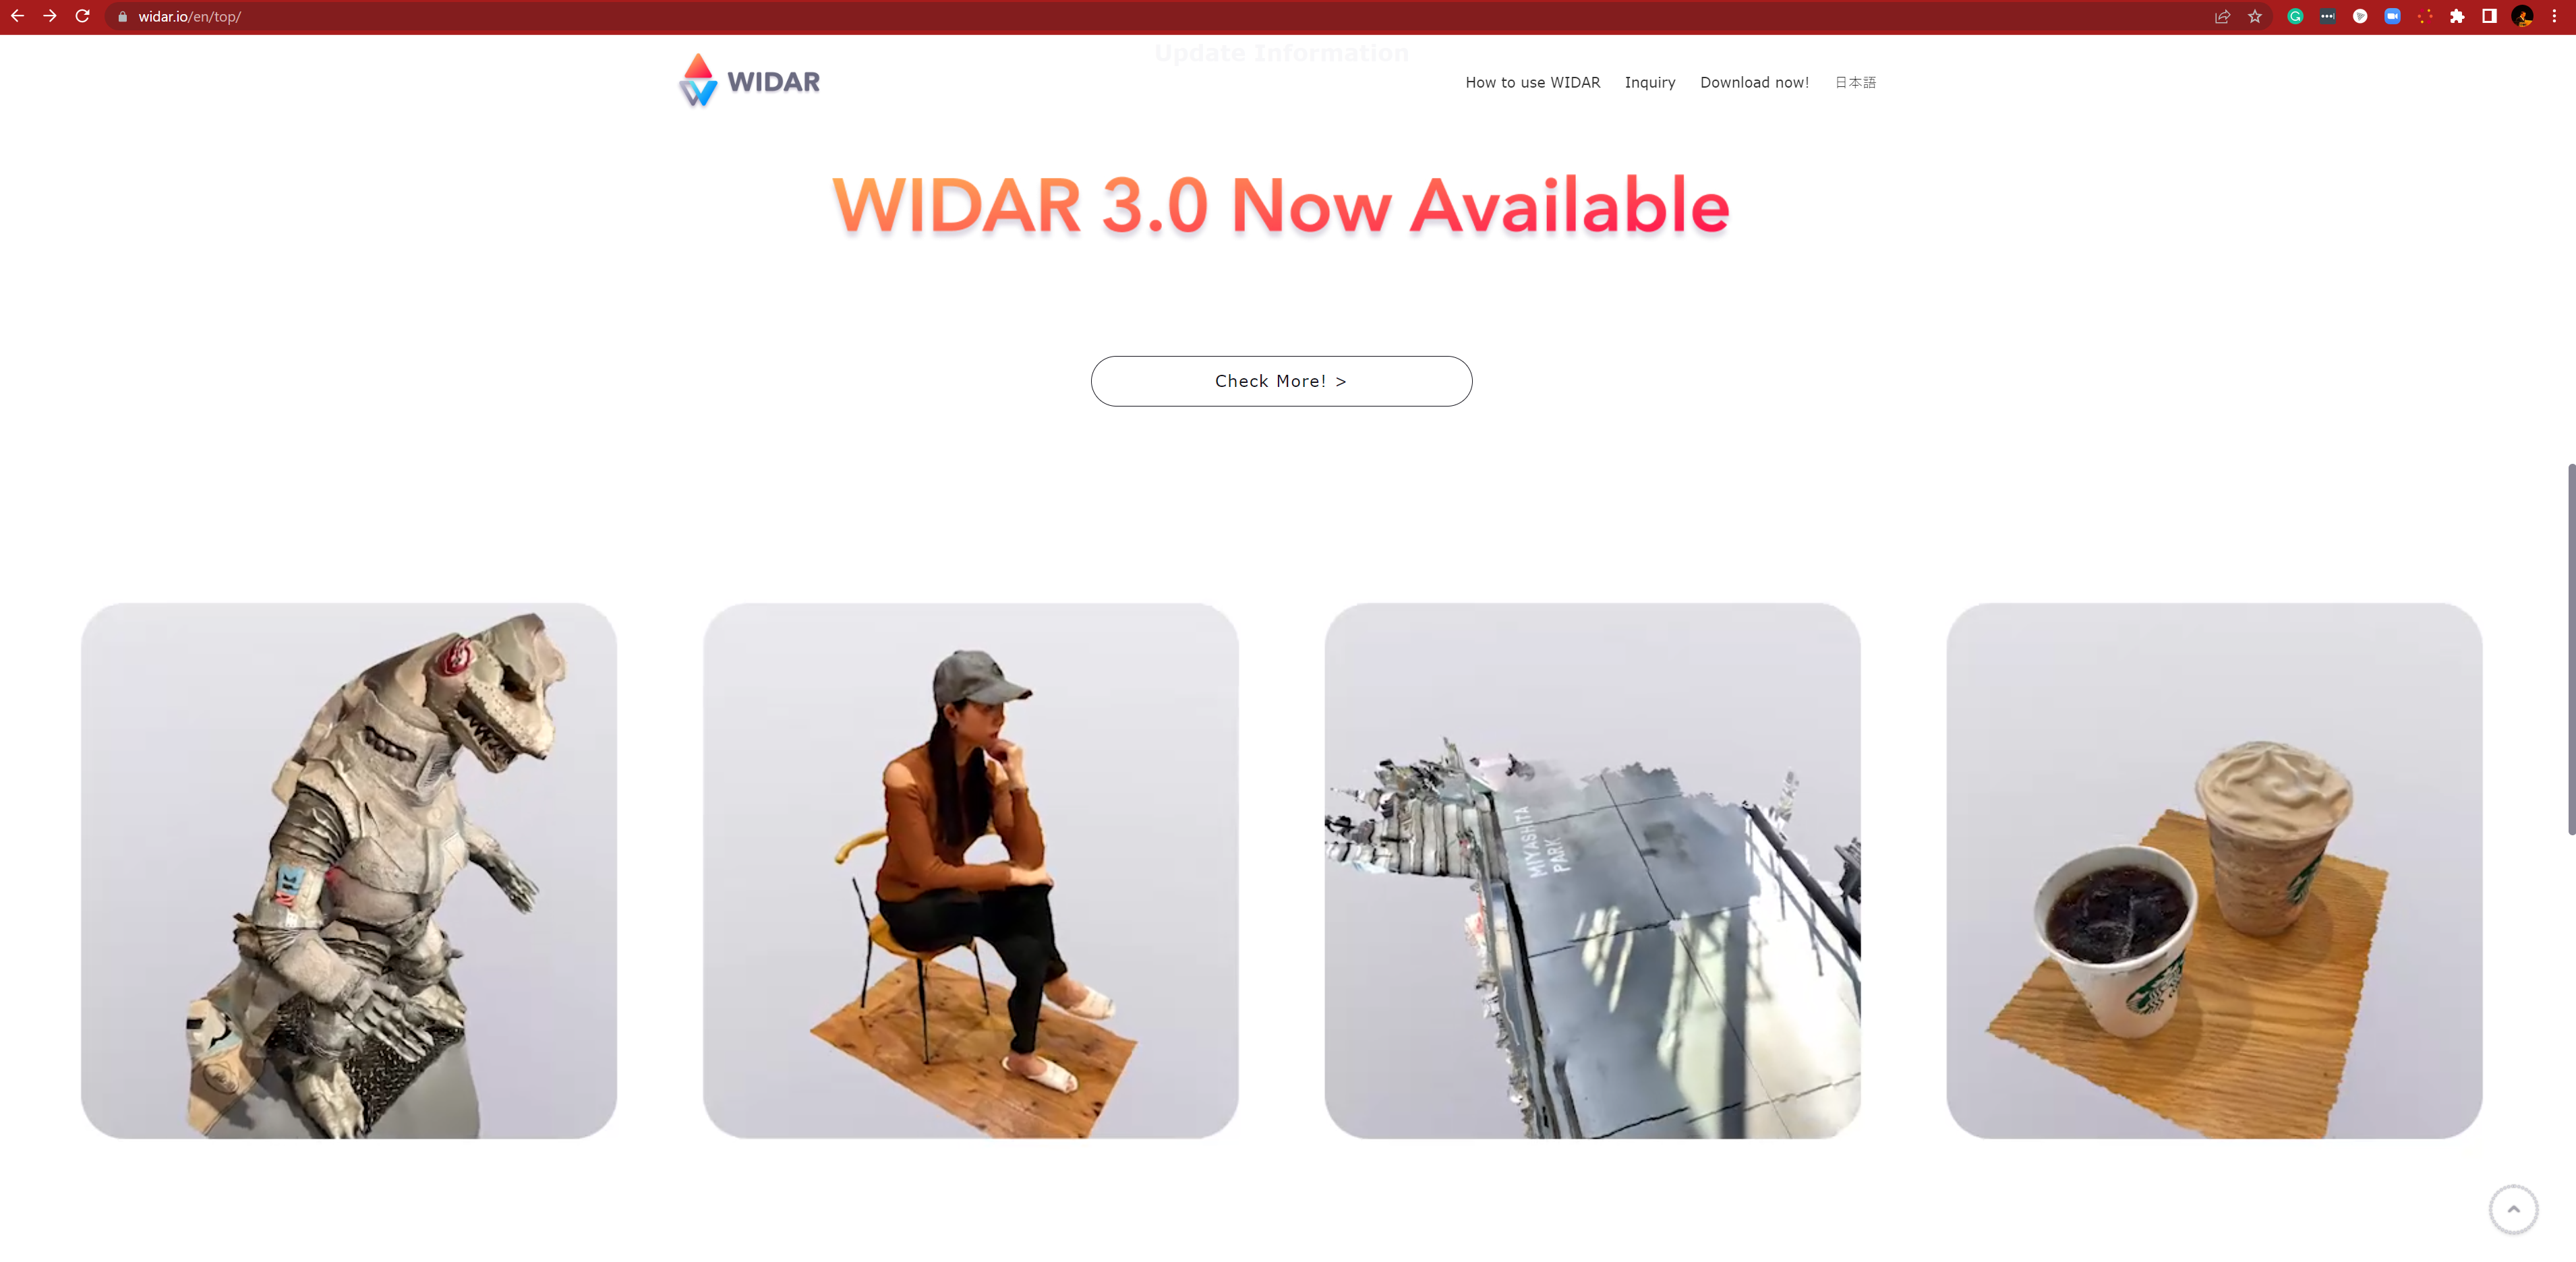 widar.io/en/top/
Update Information
WIDAR
How to use WIDAR
Inquiry
Download now!
日本語
WIDAR 3.0 Now Available
Check More! >
MIYASHITA
PARK